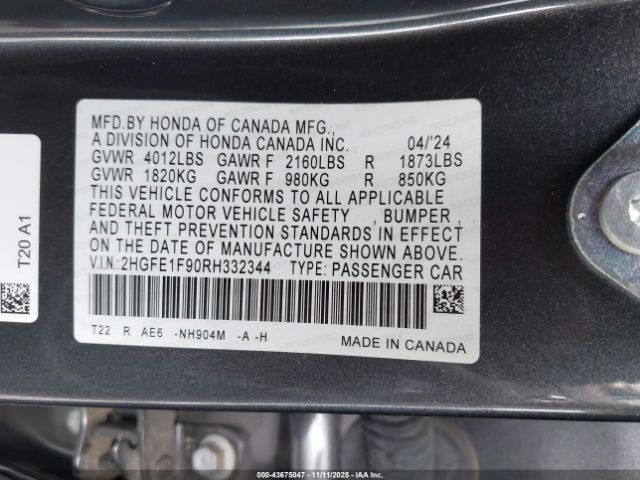 MFD.BY HONDA OF CANADA MFG.,
A DIVISION OF HONDA CANADA INC. 04/'24
GVWR 4012LBS GAWR F 2160LBS R 1873LBS
GVWR 1820KG GAWR F 980KG R 850KG
THIS VEHICLE CONFORMS TO ALL APPLICABLE
FEDERAL MOTOR VEHICLE SAFETY , BUMPER ,
AND THEFT PREVENTION STANDARDS IN EFFECT
ON THE DATE OF MANUFACTURE SHOWN ABOVE.
V.I.N:2HGFE1F90RH332344 TYPE:PASSENGER CAR
T22 R AE6 -NH904M -A -H
MADE IN CANADA
T20 A1
000-43675047 - 11/11/2025 - IAA Inc.